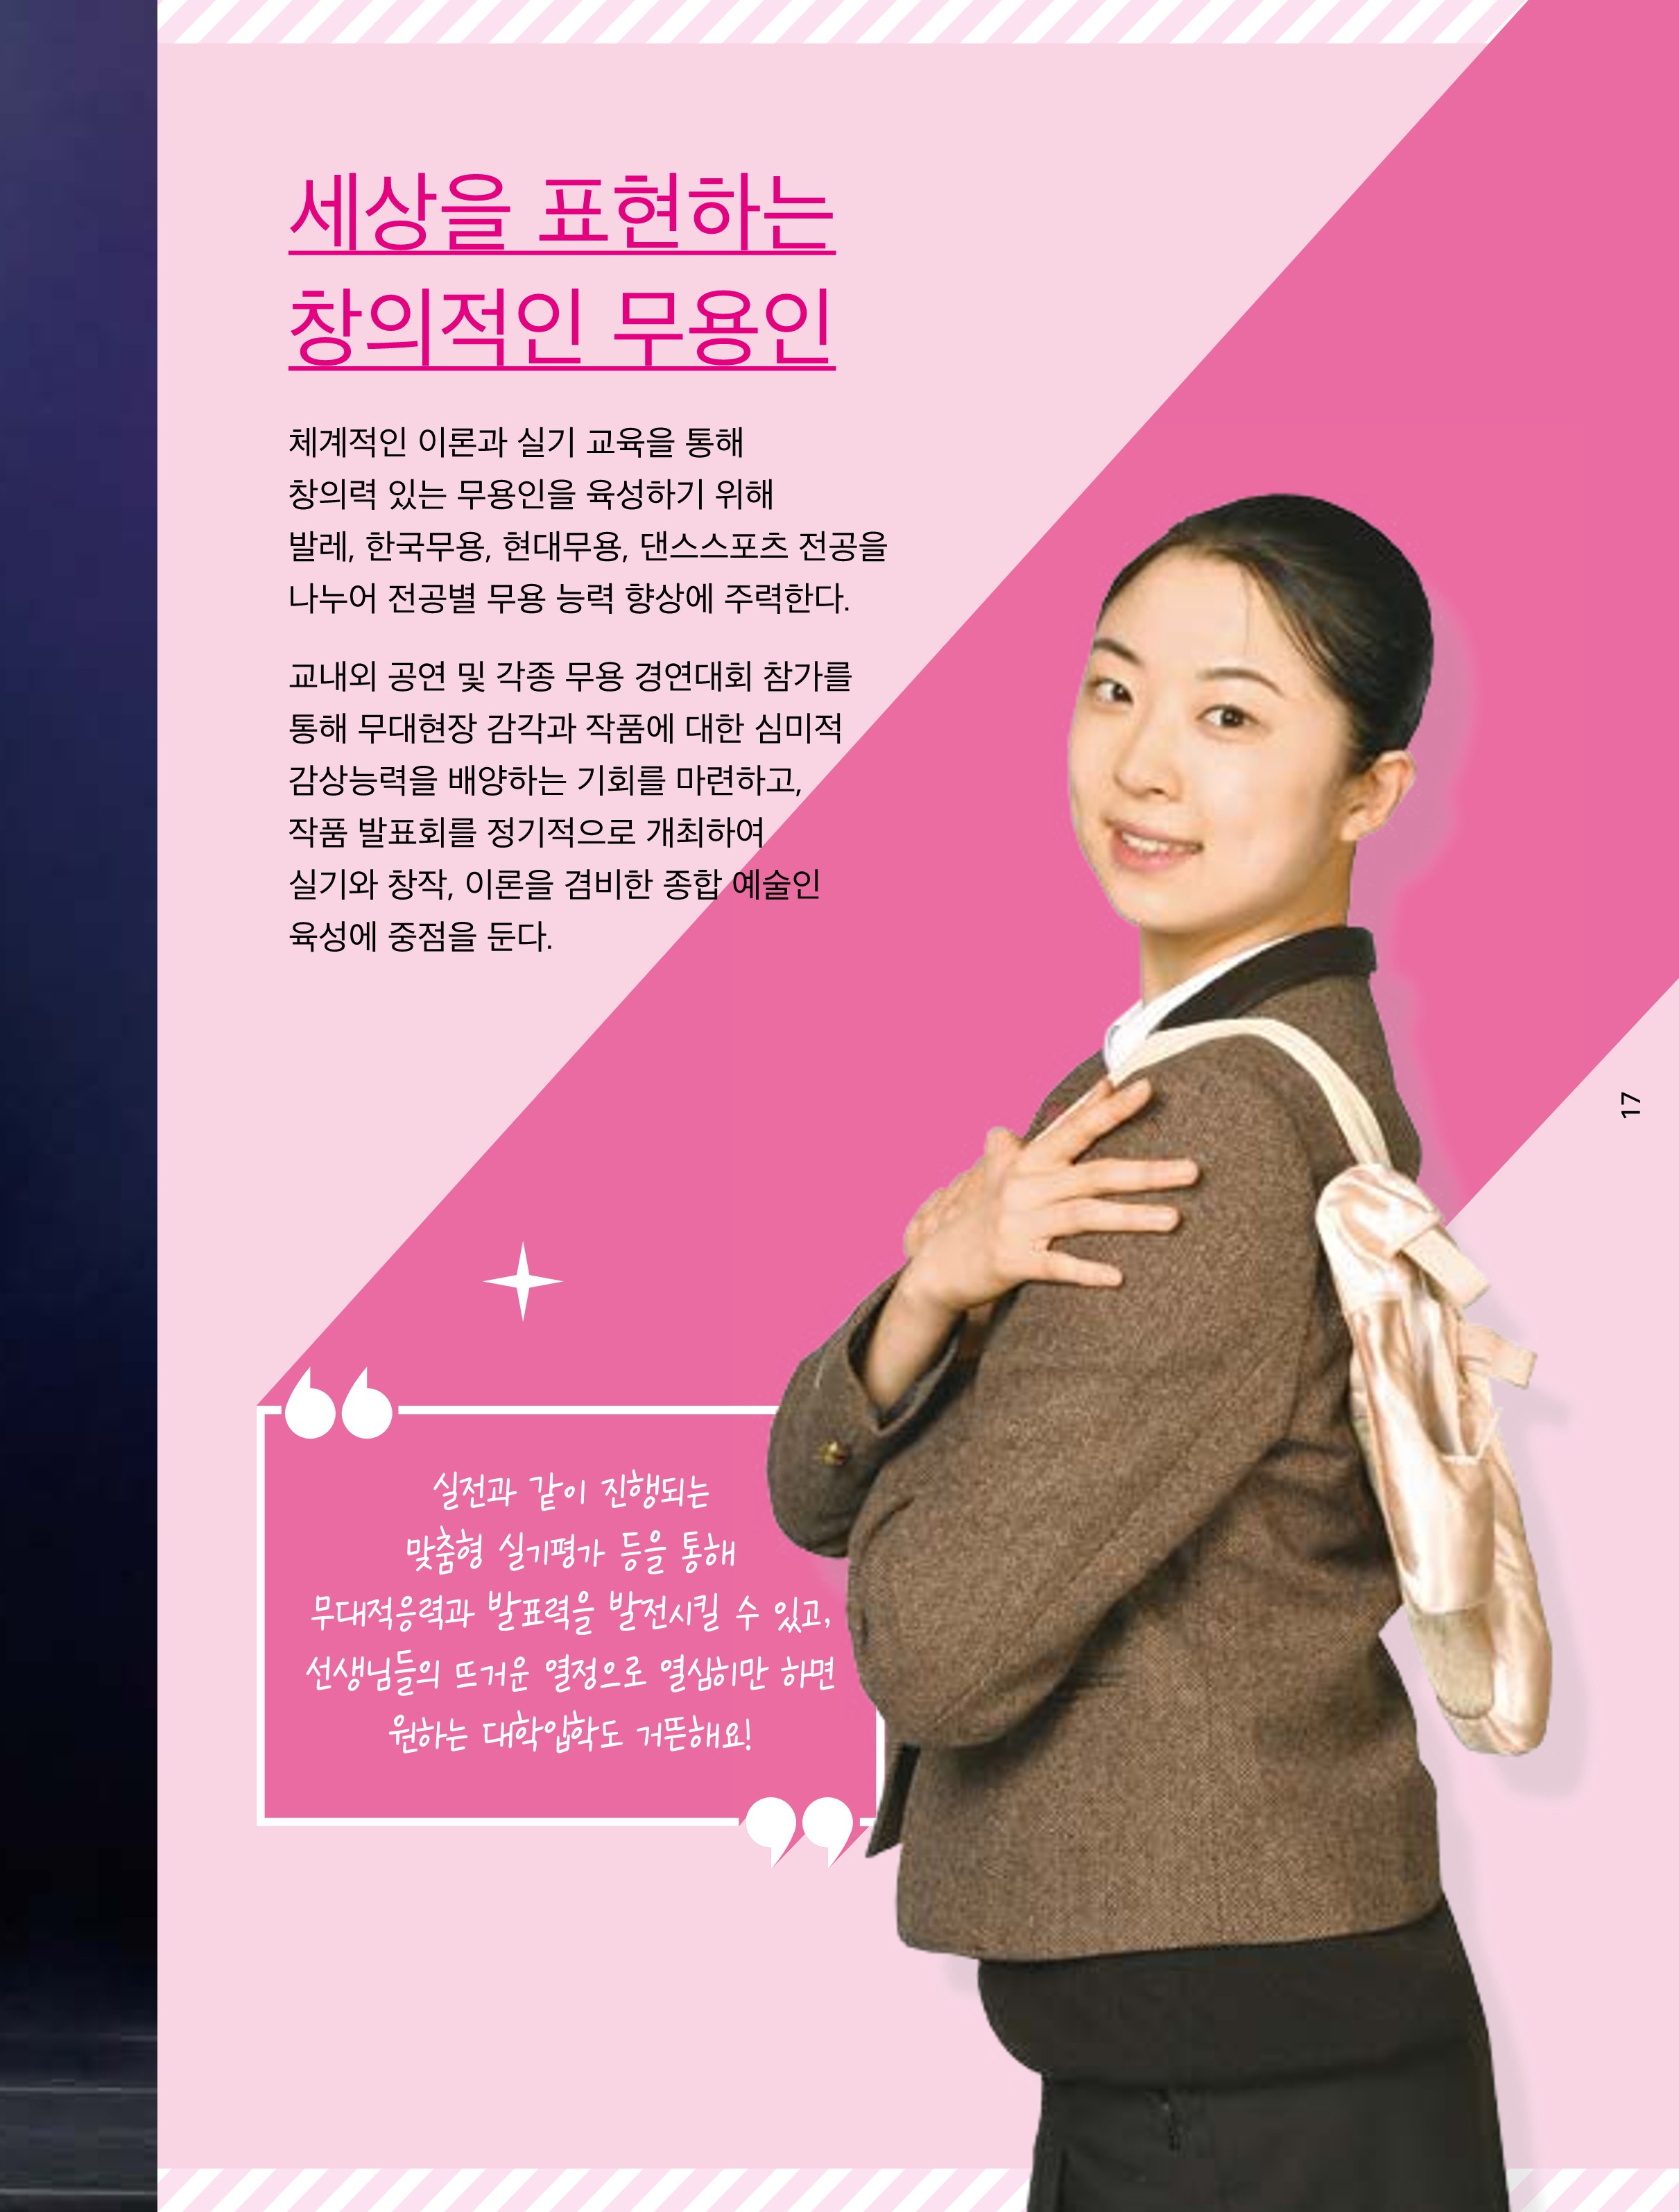 세상을 표현하는
창의적인 무용인
체계적인 이론과 실기 교육을 통해
창의력 있는 무용인을 육성하기 위해
발레, 한국무용, 현대무용, 댄스스포츠 전공을
나누어 전공별 무용 능력 향상에 주력한다.
교내외 공연 및 각종 무용 경연대회 참가를
통해 무대현장 감각과 작품에 대한 심미적
감상능력을 배양하는 기회를 마련하고,
작품 발표회를 정기적으로 개최하여
실기와 창작, 이론을 겸비한 종합 예술인
육성에 중점을 둔다.
17
“
실전과 같이 진행되는
맞춤형 실기평가 등을 통해
무대적응력과 발표력을 발전시킬 수 있고,
선생님들의 뜨거운 열정으로 열심히만 하면
원하는 대학입학도 거뜬해요!
”